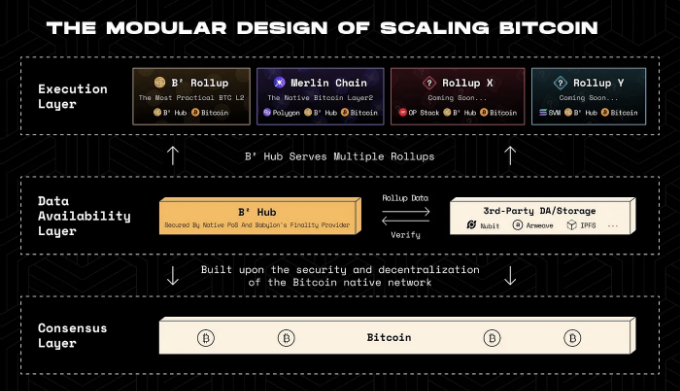 THE MODULAR DESIGN OF SCALING BITCOIN
Execution
Layer
B² Rollup
The Most Practical BTC L2
B² Hub Bitcoin
Merlin Chain
The Native Bitcoin Layer2
Polygon B² Hub Bitcoin
Rollup X
Coming Soon...
OP Stack B² Hub Bitcoin
Rollup Y
Coming Soon...
SVM B² Hub Bitcoin
B² Hub Serves Multiple Rollups
Data
Availability
Layer
B² Hub
Secured By Native PoS And Babylon's Finality Provider
Rollup Data
Verify
3rd-Party DA/Storage
Nubit Arweave IPFS ...
Built upon the security and decentralization
of the Bitcoin native network
Consensus
Layer
Bitcoin